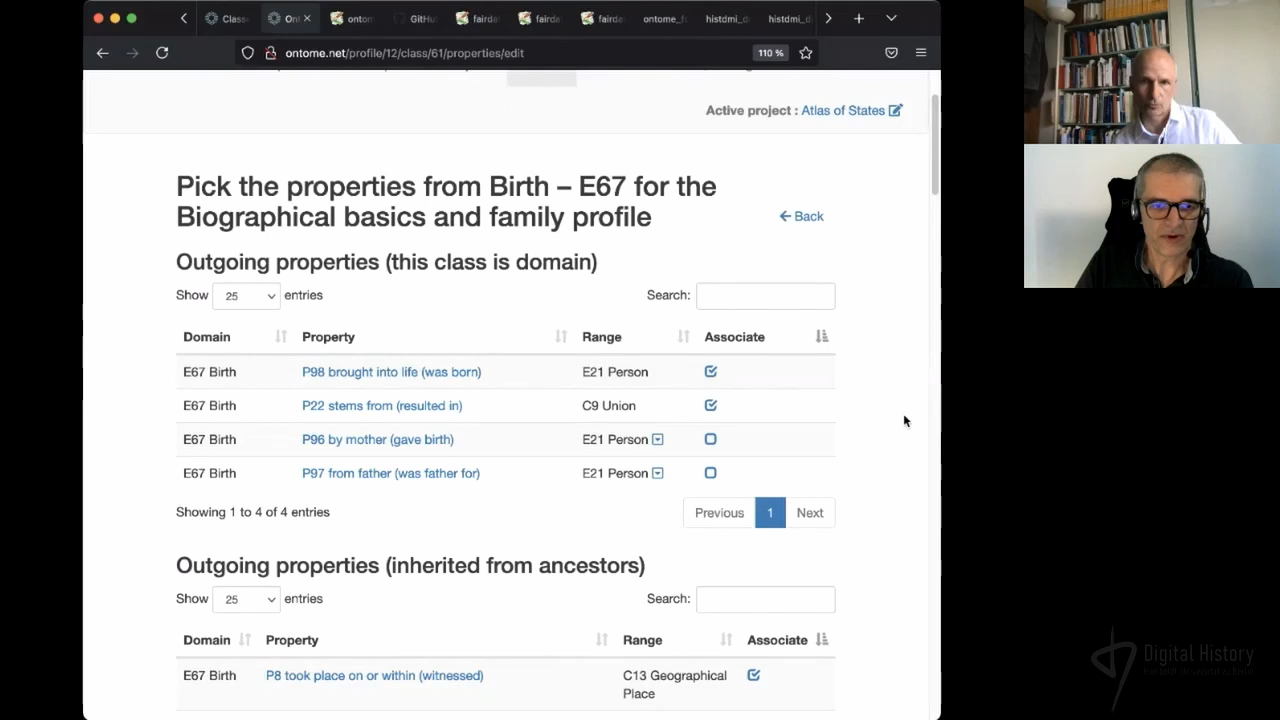 Class
Ont
ontom
GitHu
fairda
fairda
fairda
ontome_fo
histdmi_d
histdmi_d
ontome.net/profile/12/class/61/properties/edit
110 %
Active project : Atlas of States
Pick the properties from Birth – E67 for the
Biographical basics and family profile
Back
Outgoing properties (this class is domain)
Show 25 entries
Search:
Domain Property Range Associate
E67 Birth P98 brought into life (was born) E21 Person
E67 Birth P22 stems from (resulted in) C9 Union
E67 Birth P96 by mother (gave birth) E21 Person
E67 Birth P97 from father (was father for) E21 Person
Showing 1 to 4 of 4 entries
Previous 1 Next
Outgoing properties (inherited from ancestors)
Show 25 entries
Search:
Domain Property Range Associate
E67 Birth P8 took place on or within (witnessed) C13 Geographical
Place
Digital History